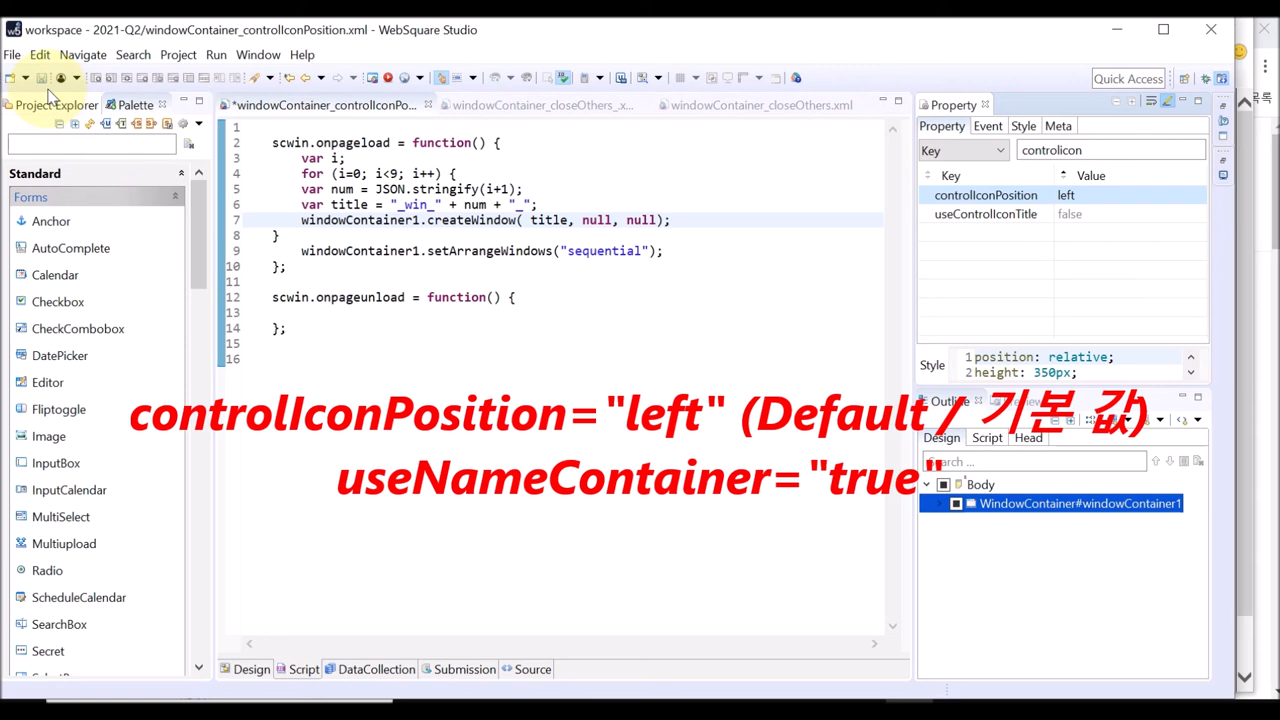 workspace - 2021-Q2/windowContainer_controlIconPosition.xml - WebSquare Studio
File Edit Navigate Search Project Run Window Help
Quick Access
Project Explorer Palette
*windowContainer_controlIconPo... windowContainer_closeOthers_.x... windowContainer_closeOthers.xml
Property
Property Event Style Meta
Key controlicon
Key Value
controlIconPosition left
useControlIconTitle false
Standard
Forms
Anchor
AutoComplete
Calendar
Checkbox
CheckCombobox
DatePicker
Editor
Fliptoggle
Image
InputBox
InputCalendar
MultiSelect
Multiupload
Radio
ScheduleCalendar
SearchBox
Secret
1
2 scwin.onpageload = function() {
3 var i;
4 for (i=0; i<9; i++) {
5 var num = JSON.stringify(i+1);
6 var title = "_win_" + num + "_";
7 windowContainer1.createWindow( title, null, null);
8 }
9 windowContainer1.setArrangeWindows("sequential");
10 };
11
12 scwin.onpageunload = function() {
13
14 };
15
16
Style
1 position: relative;
2 height: 350px;
controlIconPosition="left" (Default / 기본 값)
useNameContainer="true"
Outline
Design Script Head
Search ...
Body
WindowContainer#windowContainer1
Design Script DataCollection Submission Source
목록